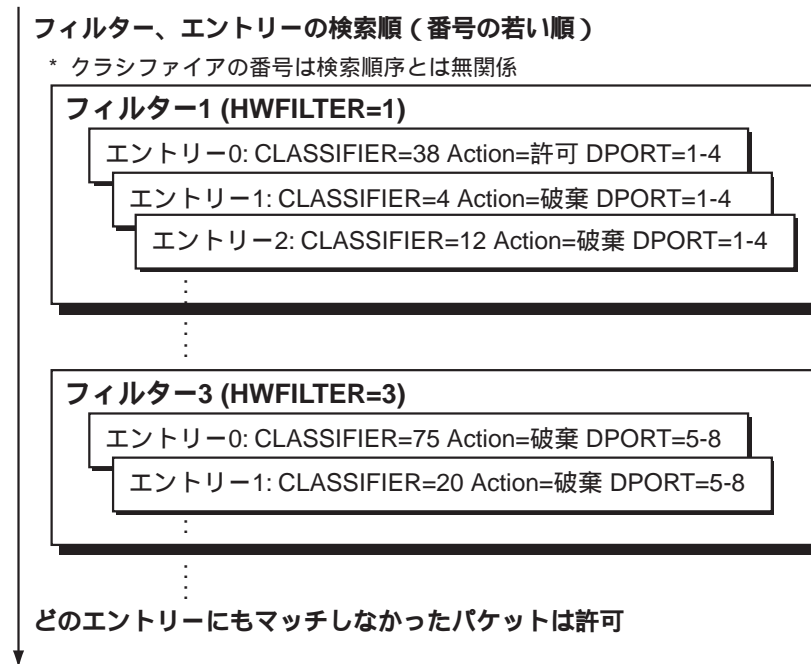 フィルター、エントリーの検索順(番号の若い順)
* クラシファイアの番号は検索順序とは無関係
フィルター1 (HWFILTER=1)
エントリー0: CLASSIFIER=38 Action=許可 DPORT=1-4
エントリー1: CLASSIFIER=4 Action=破棄 DPORT=1-4
エントリー2: CLASSIFIER=12 Action=破棄 DPORT=1-4
フィルター3 (HWFILTER=3)
エントリー0: CLASSIFIER=75 Action=破棄 DPORT=5-8
エントリー1: CLASSIFIER=20 Action=破棄 DPORT=5-8
どのエントリーにもマッチしなかったパケットは許可